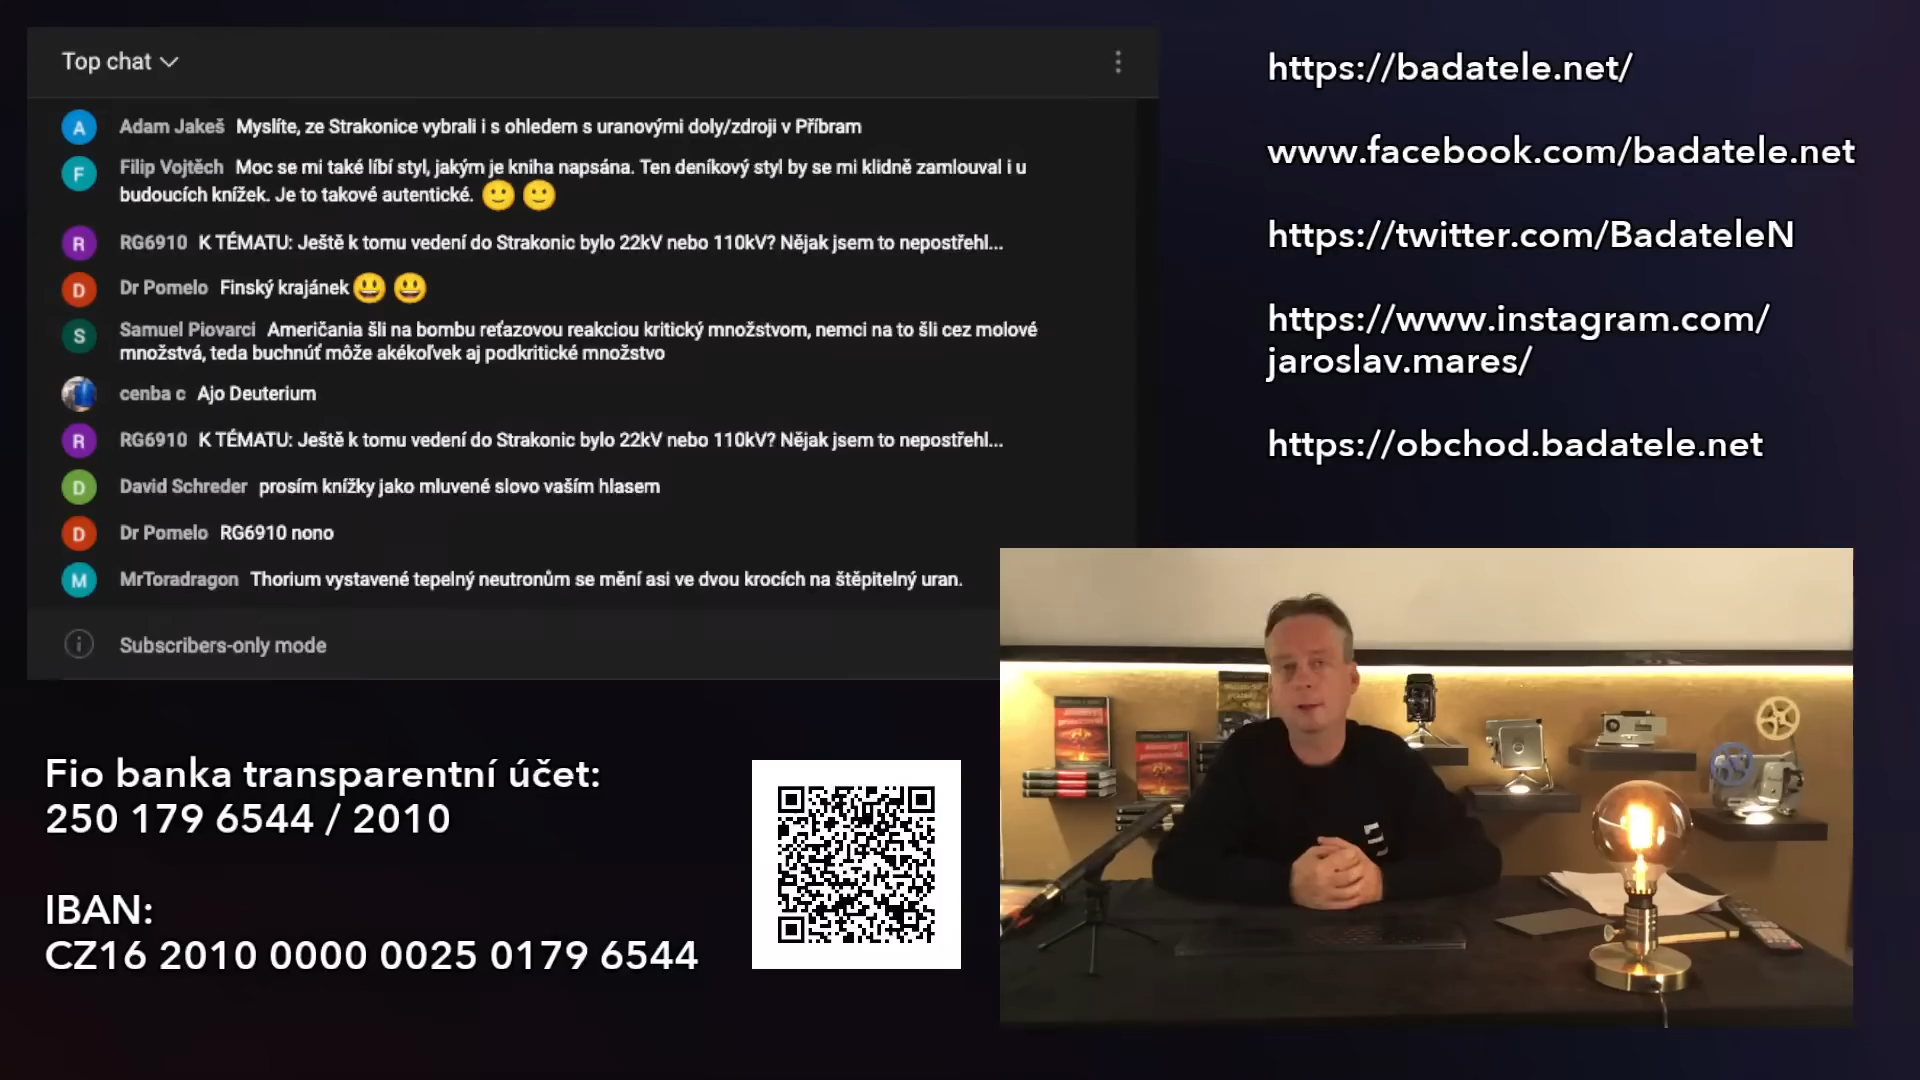 Top chat
A Adam Jakeš Myslíte, ze Strakonice vybrali i s ohledem s uranovými doly/zdroji v Příbram
F Filip Vojtěch Moc se mi také líbí styl, jakým je kniha napsána. Ten deníkový styl by se mi klidně zamlouval i u
budoucích knížek. Je to takové autentické.
R RG6910 K TÉMATU: Ještě k tomu vedení do Strakonic bylo 22kV nebo 110kV? Nějak jsem to nepostřehl...
D Dr Pomelo Finský krajánek
S Samuel Piovarci Američania šli na bombu reťazovou reakciou kritický množstvom, nemci na to šli cez molové
množstvá, teda buchnúť môže akékoľvek aj podkritické množstvo
cenba c Ajo Deuterium
R RG6910 K TÉMATU: Ještě k tomu vedení do Strakonic bylo 22kV nebo 110kV? Nějak jsem to nepostřehl...
D David Schreder prosím knížky jako mluvené slovo vaším hlasem
D Dr Pomelo RG6910 nono
M MrToradragon Thorium vystavené tepelný neutronům se mění asi ve dvou krocích na štěpitelný uran.
Subscribers-only mode
https://badatele.net/
www.facebook.com/badatele.net
https://twitter.com/BadateleN
https://www.instagram.com/
jaroslav.mares/
https://obchod.badatele.net
Fio banka transparentní účet:
250 179 6544 / 2010
IBAN:
CZ16 2010 0000 0025 0179 6544